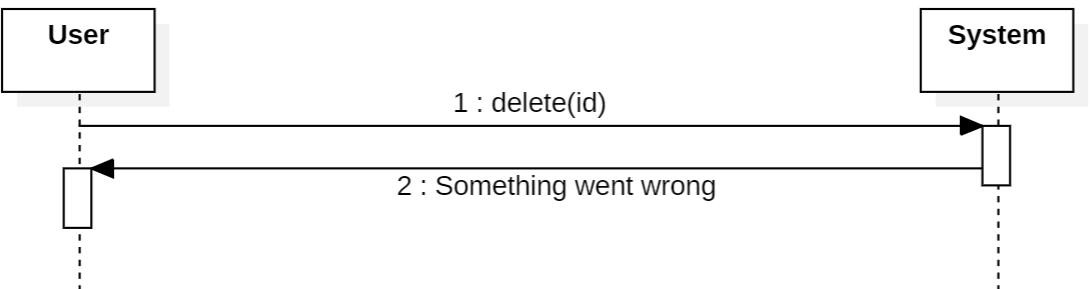 User
System
1 : delete(id)
2 : Something went wrong